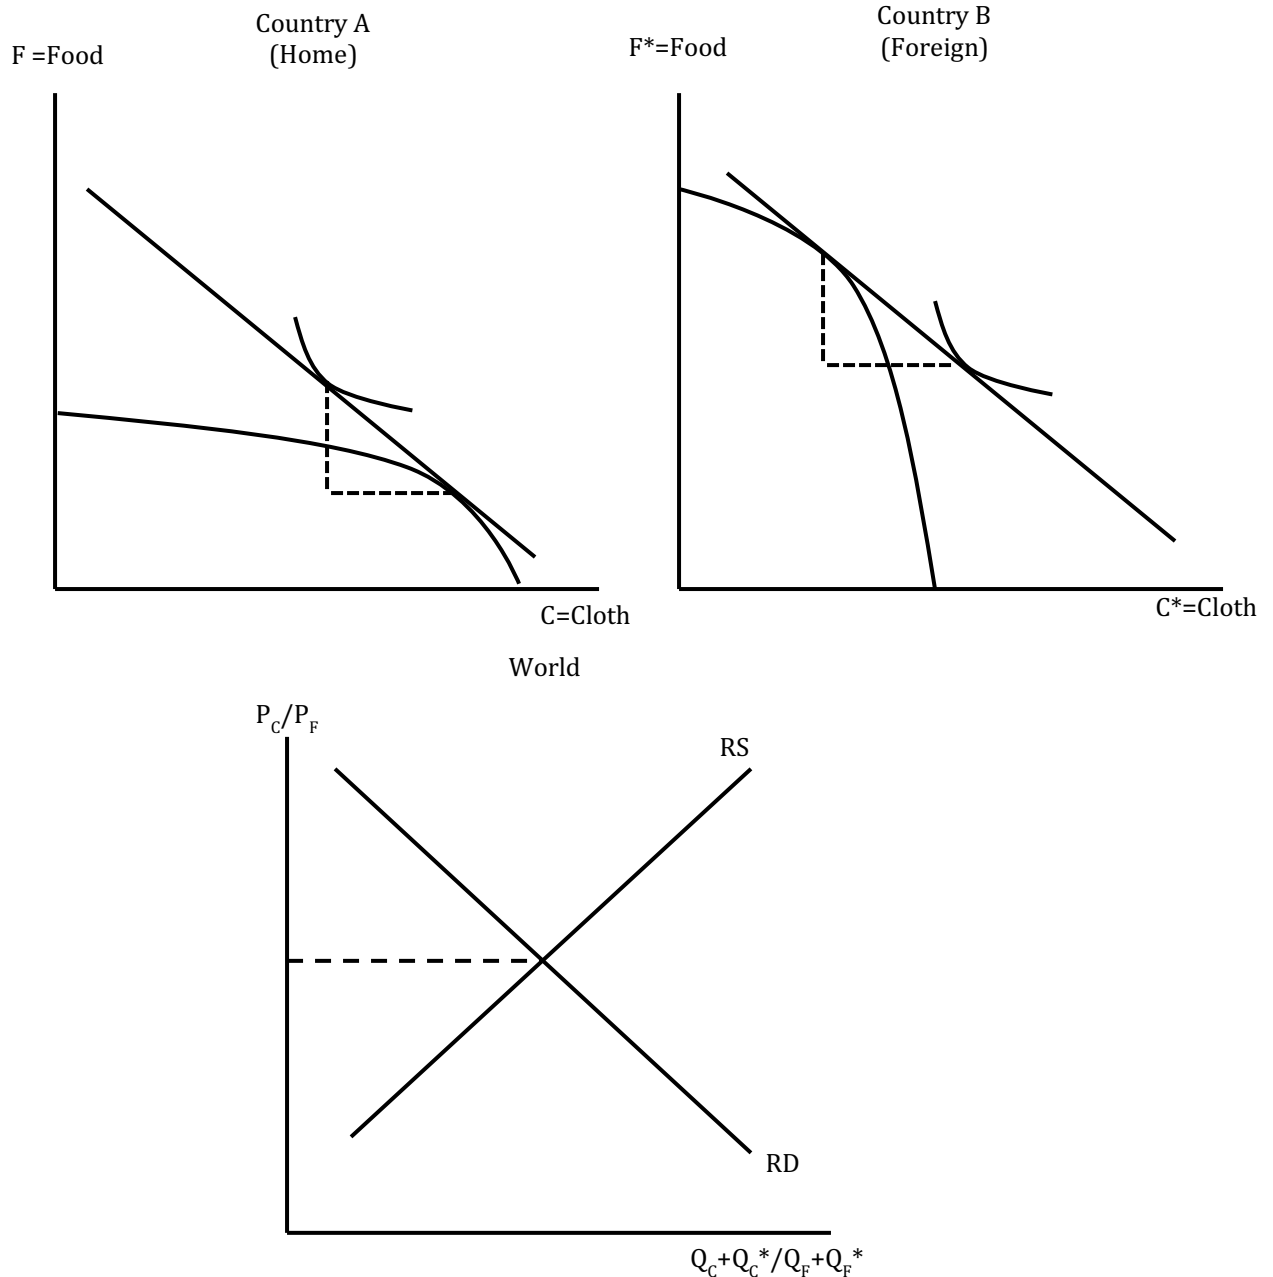 Country A
(Home)
F =Food
Country B
(Foreign)
F*=Food
C=Cloth
C*=Cloth
World
P_C/P_F
RS
RD
Q_C+Q_C*/Q_F+Q_F*